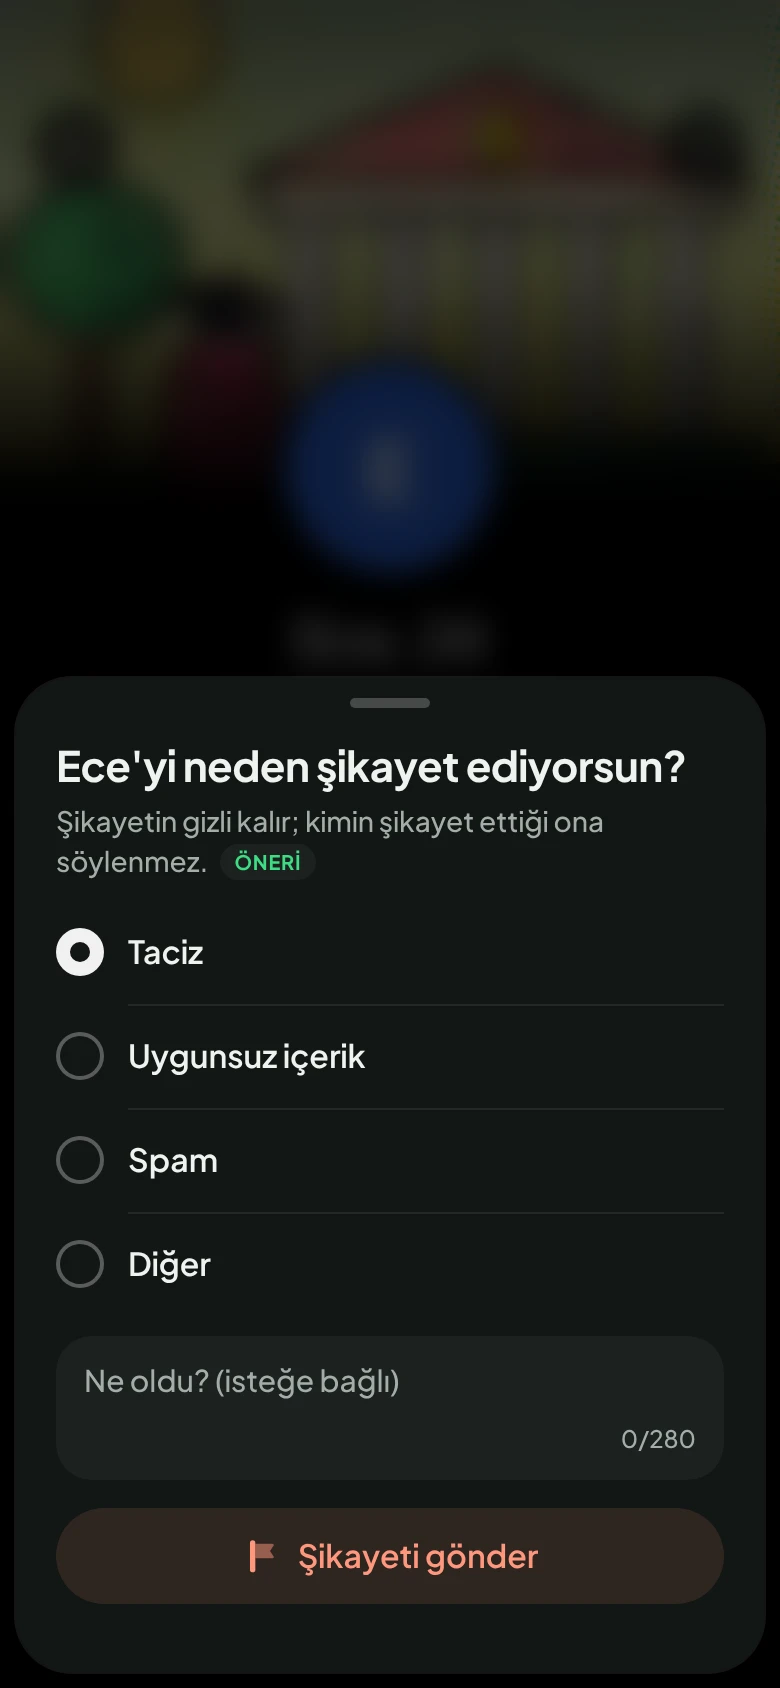 Ece'yi neden şikayet ediyorsun?
Şikayetin gizli kalır; kimin şikayet ettiği ona
söylenmez. ÖNERİ
Taciz
Uygunsuz içerik
Spam
Diğer
Ne oldu? (isteğe bağlı)
0/280
Şikayeti gönder